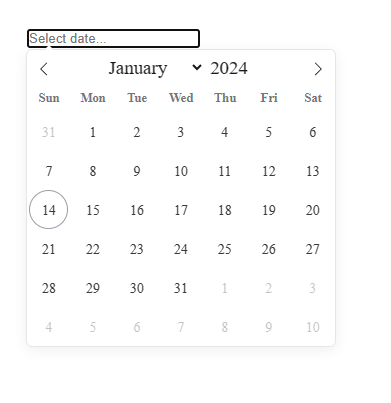 Select date...
January 2024
Sun Mon Tue Wed Thu Fri Sat
31 1 2 3 4 5 6
7 8 9 10 11 12 13
14 15 16 17 18 19 20
21 22 23 24 25 26 27
28 29 30 31 1 2 3
4 5 6 7 8 9 10